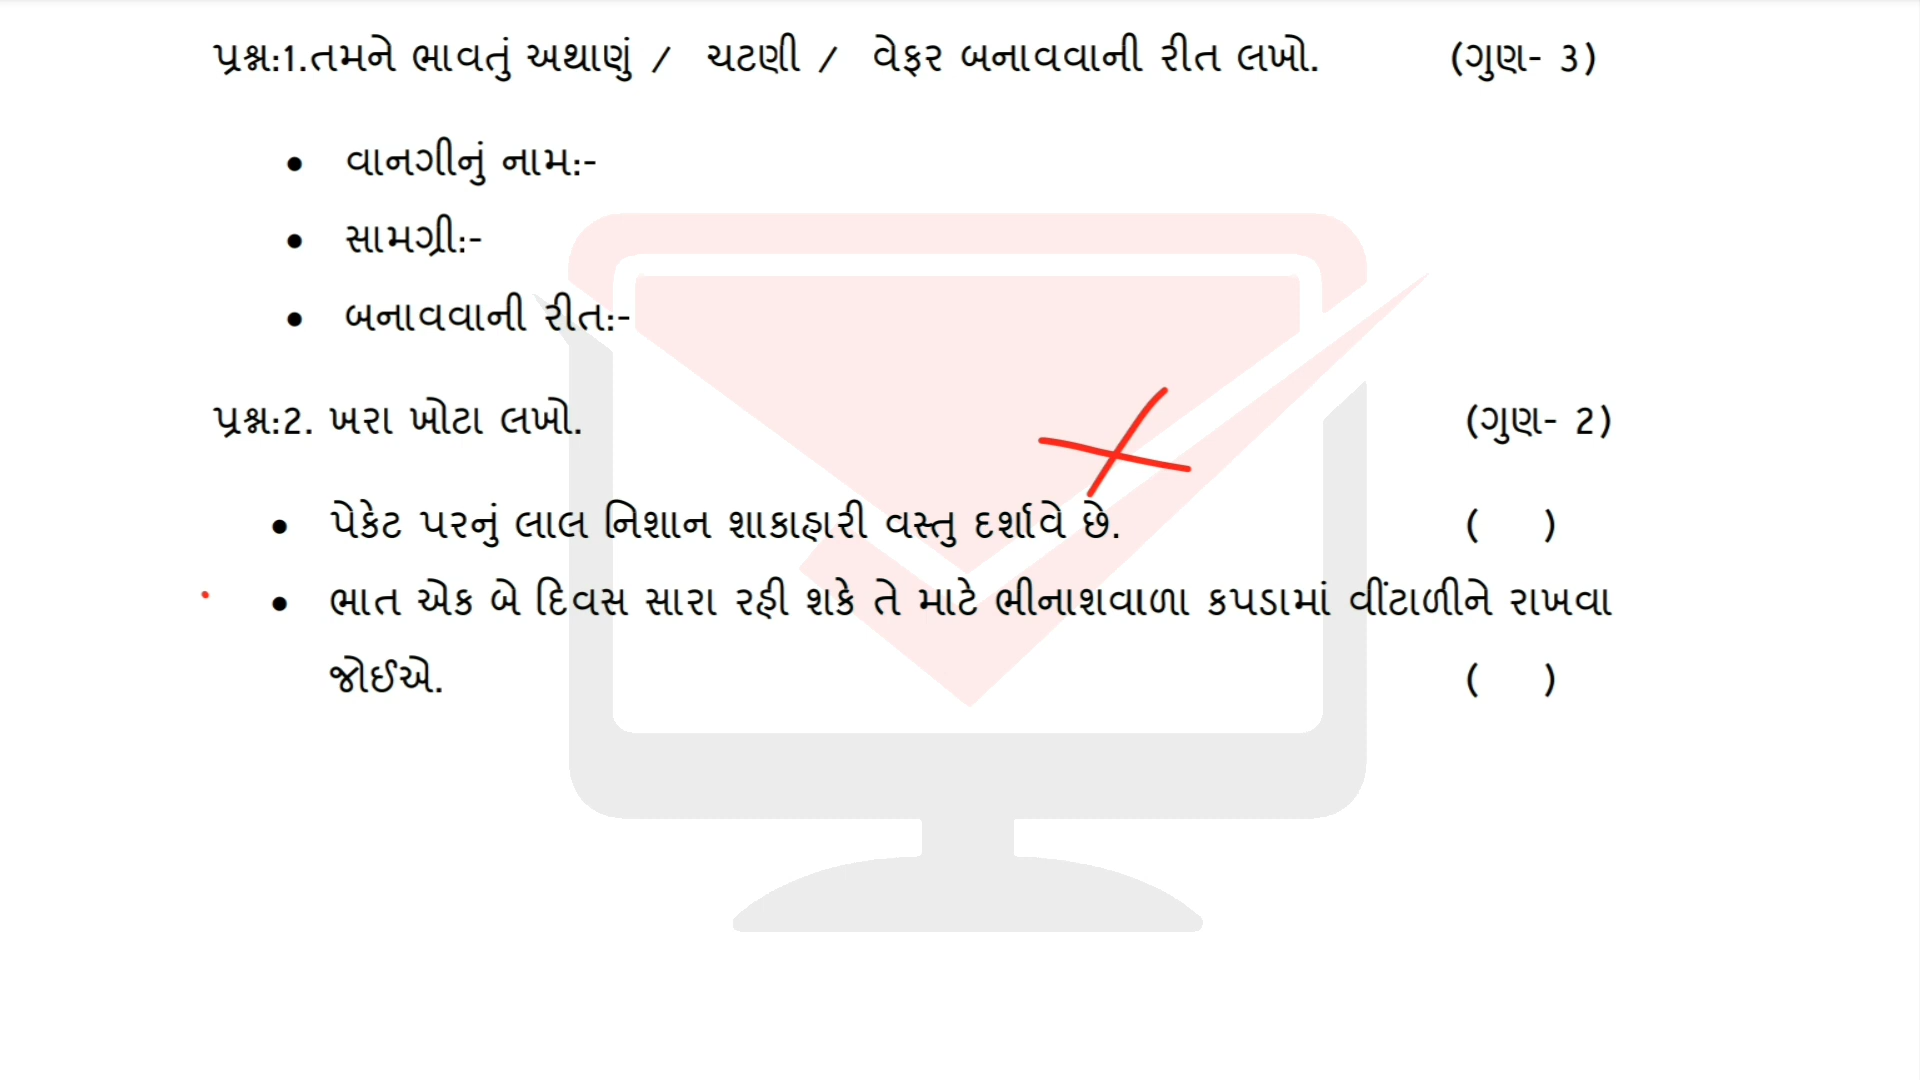 પ્રશ્ન:1.તમને ભાવતું અથાણું / ચટણી / વેફર બનાવવાની રીત લખો. (ગુણ- 3)
• વાનગીનું નામ:-
• સામગ્રી:-
• બનાવવાની રીત:-
પ્રશ્ન:2. ખરા ખોટા લખો. (ગુણ- 2)
• પેકેટ પરનું લાલ નિશાન શાકાહારી વસ્તુ દર્શાવે છે. ( )
• ભાત એક બે દિવસ સારા રહી શકે તે માટે ભીનાશવાળા કપડામાં વીંટાળીને રાખવા
જોઈએ. ( )